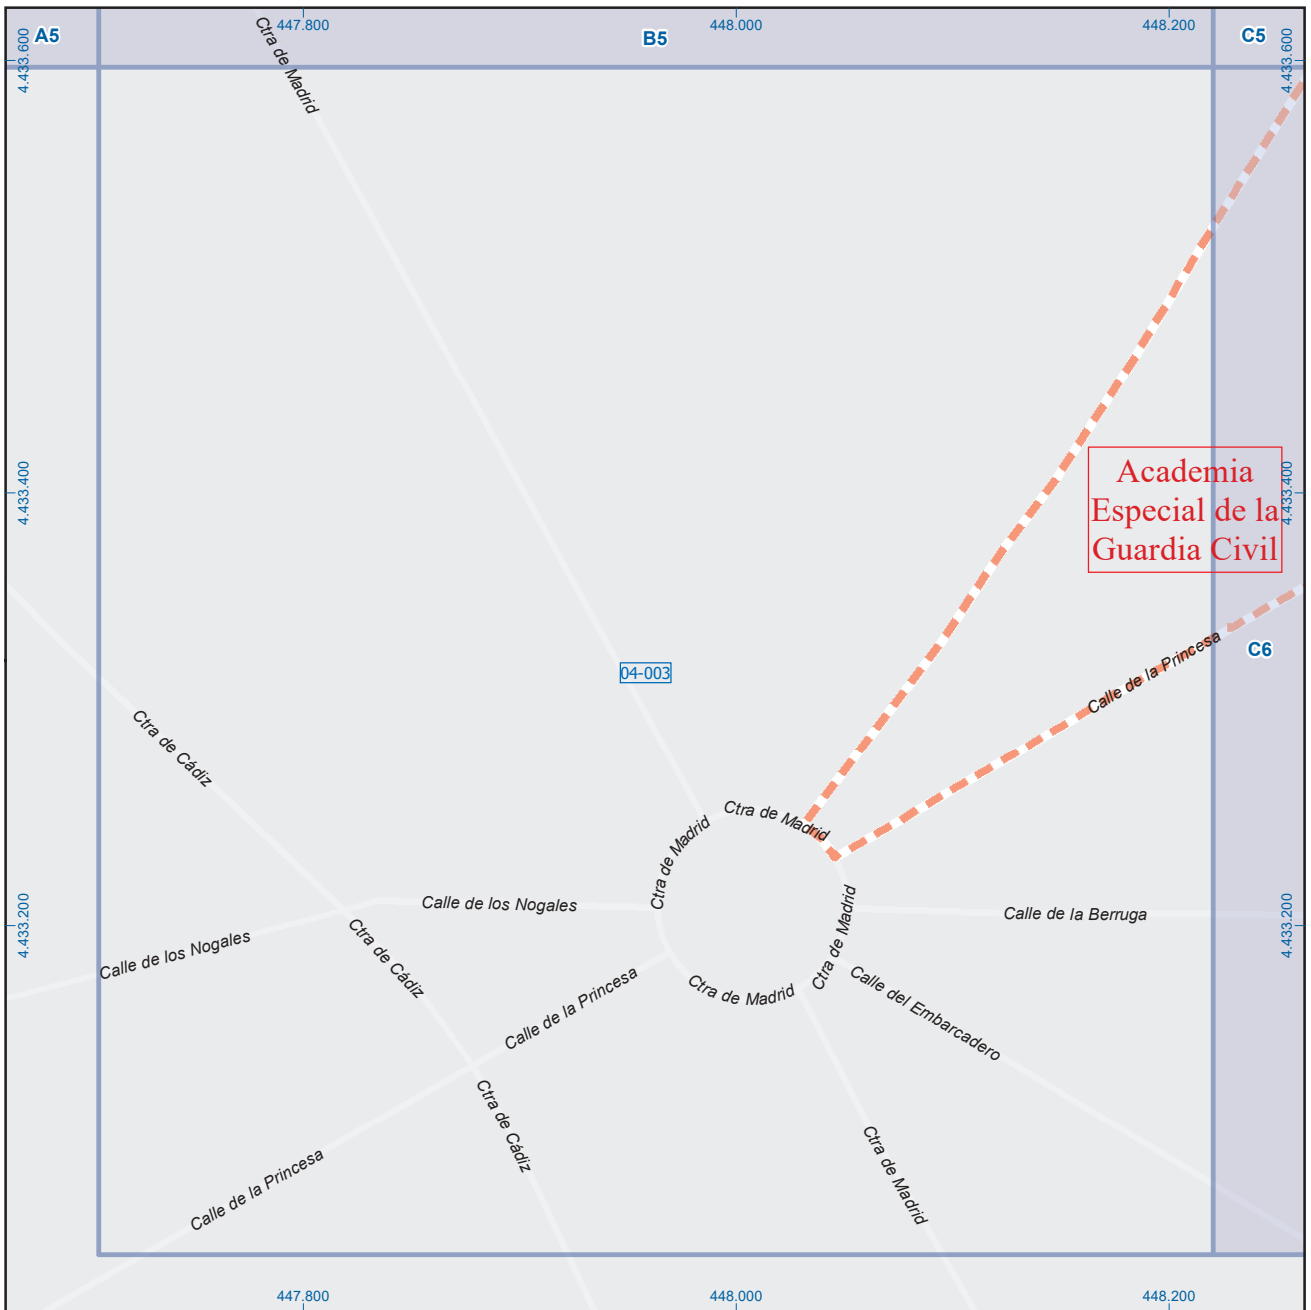 447.800
448.000
448.200
A5
B5
C5
4.433.600
4.433.600
Ctra de Madrid
4.433.400
4.433.400
Academia
Especial de la
Guardia Civil
C6
04-003
Calle de la Princesa
Ctra de Cádiz
Ctra de Madrid
Ctra de Madrid
Calle de los Nogales
Calle de la Berruga
4.433.200
4.433.200
Calle de los Nogales
Ctra de Cádiz
Ctra de Madrid
Ctra de Madrid
Calle de la Princesa
Calle del Embarcadero
Ctra de Cádiz
Ctra de Madrid
Calle de la Princesa
447.800
448.000
448.200